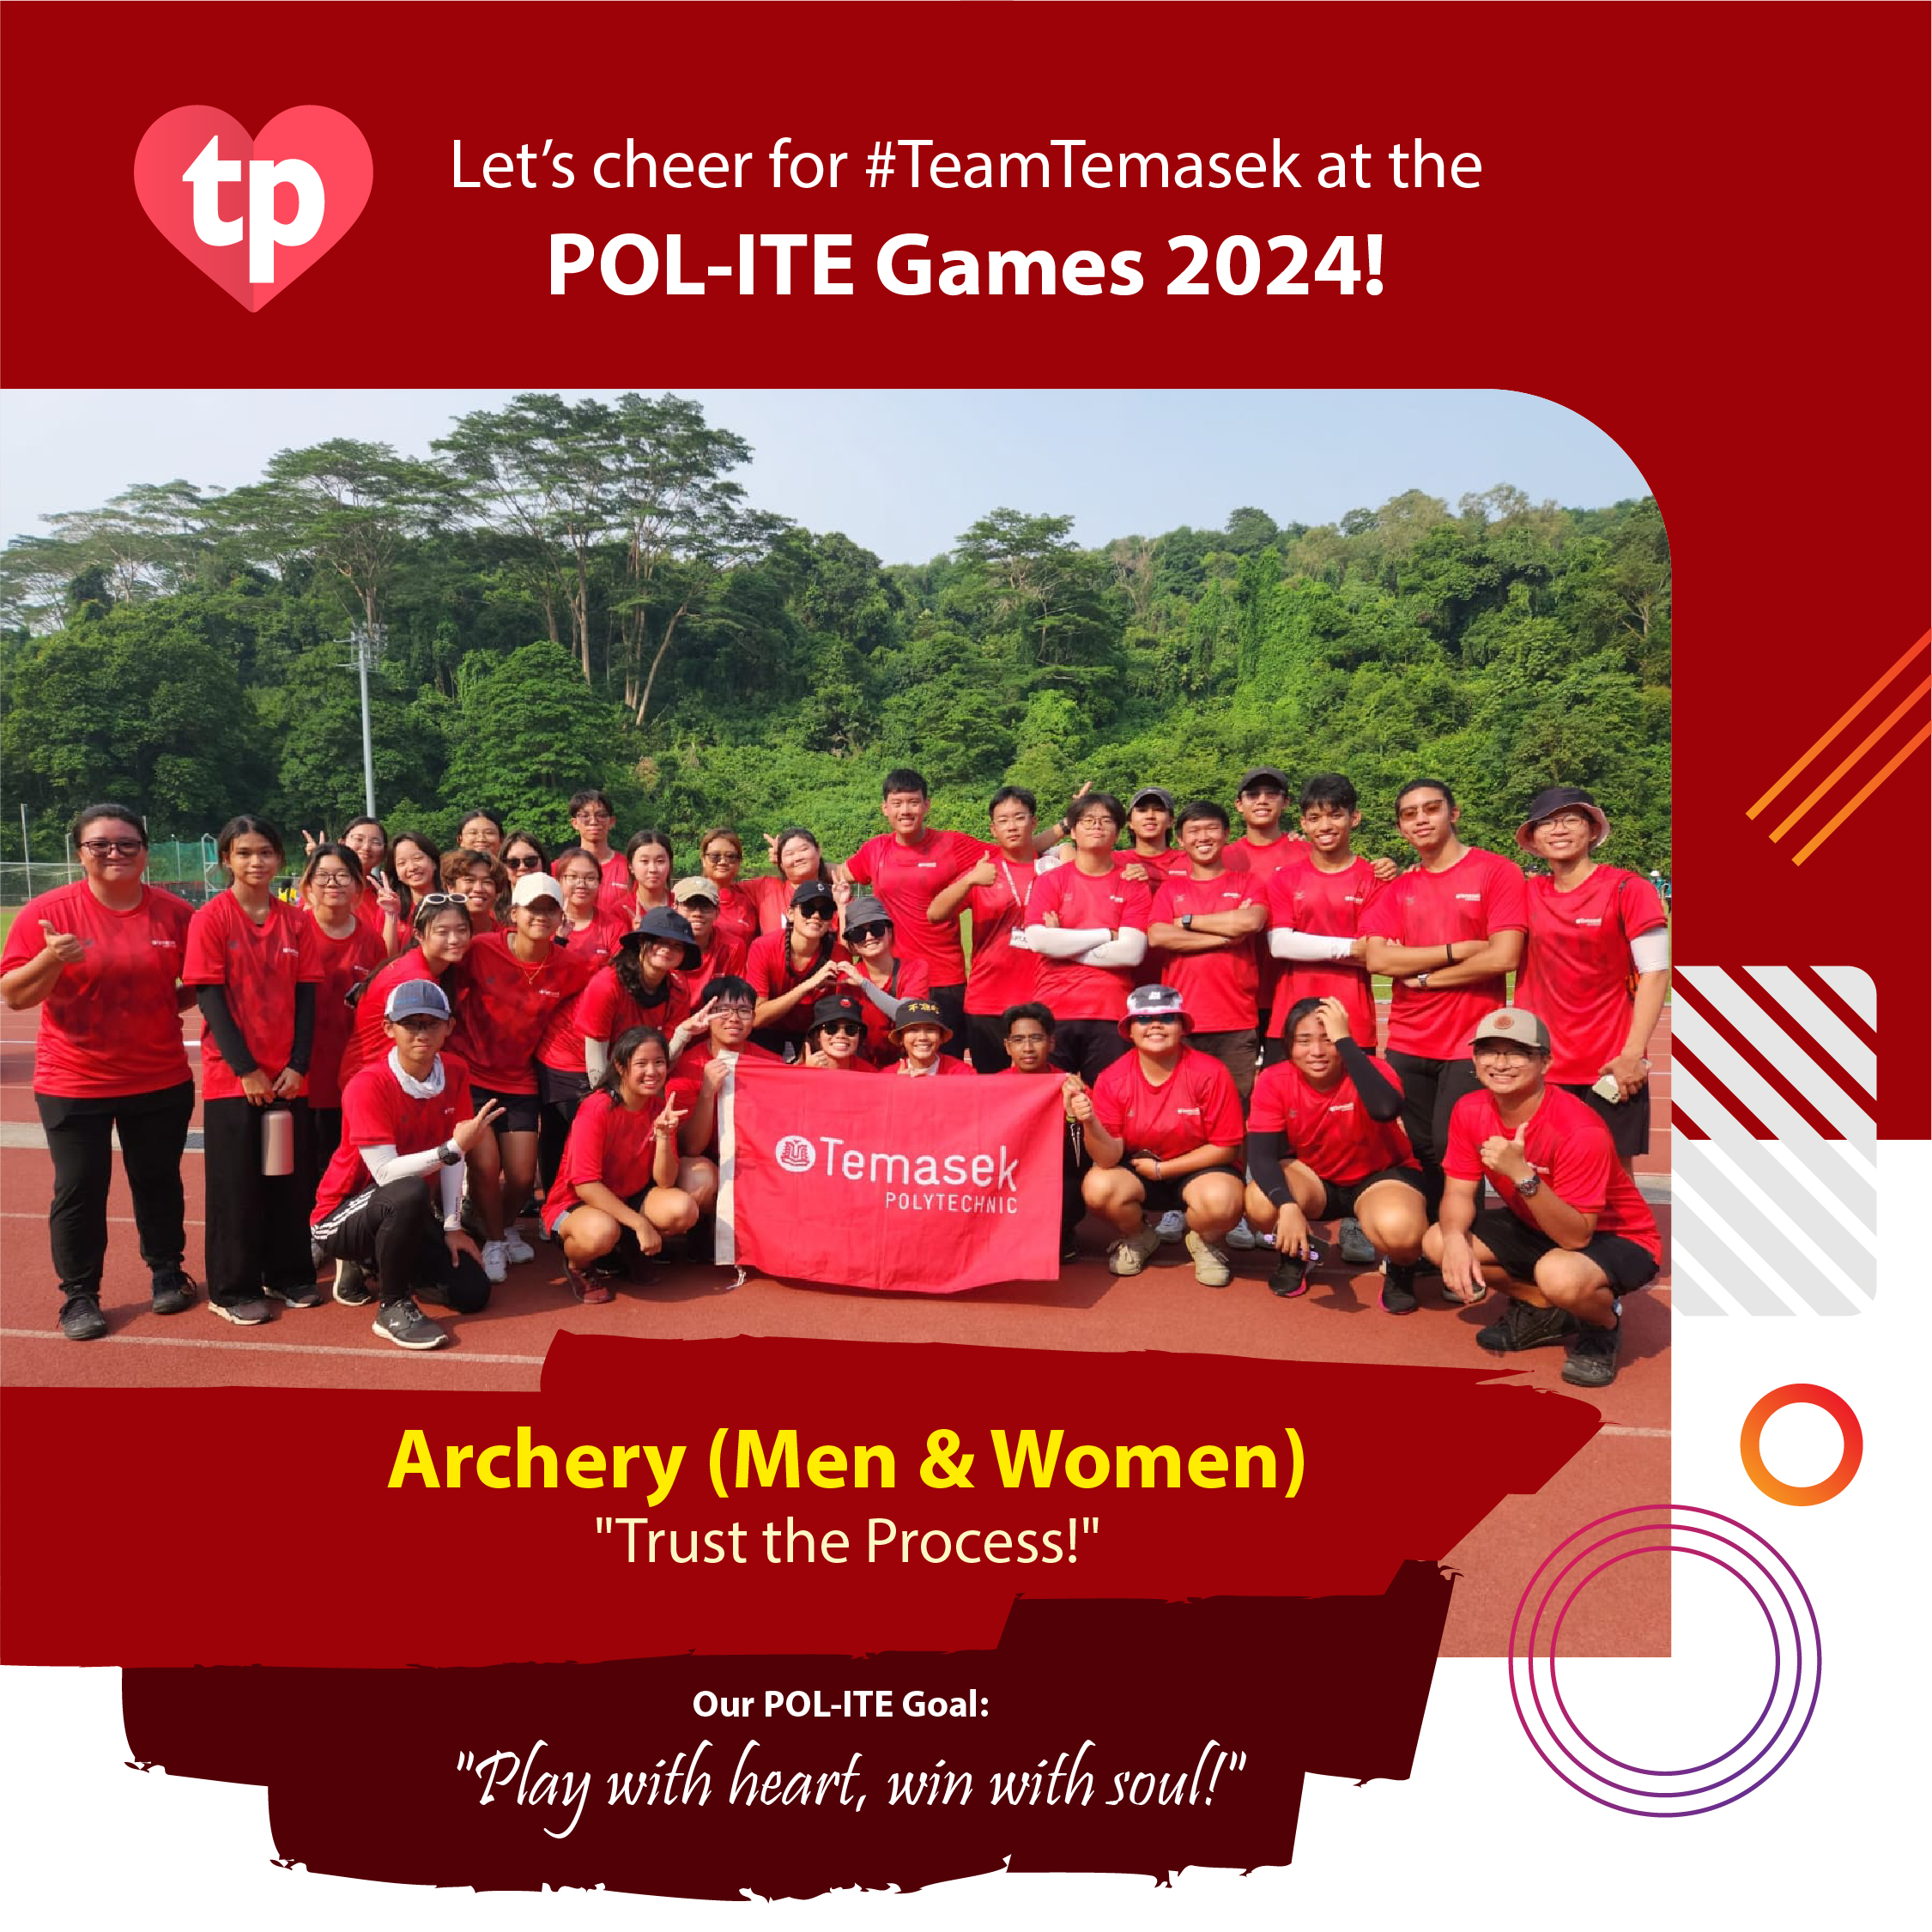 tp
Let's cheer for #TeamTemasek at the
POL-ITE Games 2024!
Temasek
POLYTECHNIC
Archery (Men & Women)
"Trust the Process!"
Our POL-ITE Goal:
"Play with heart, win with soul!"